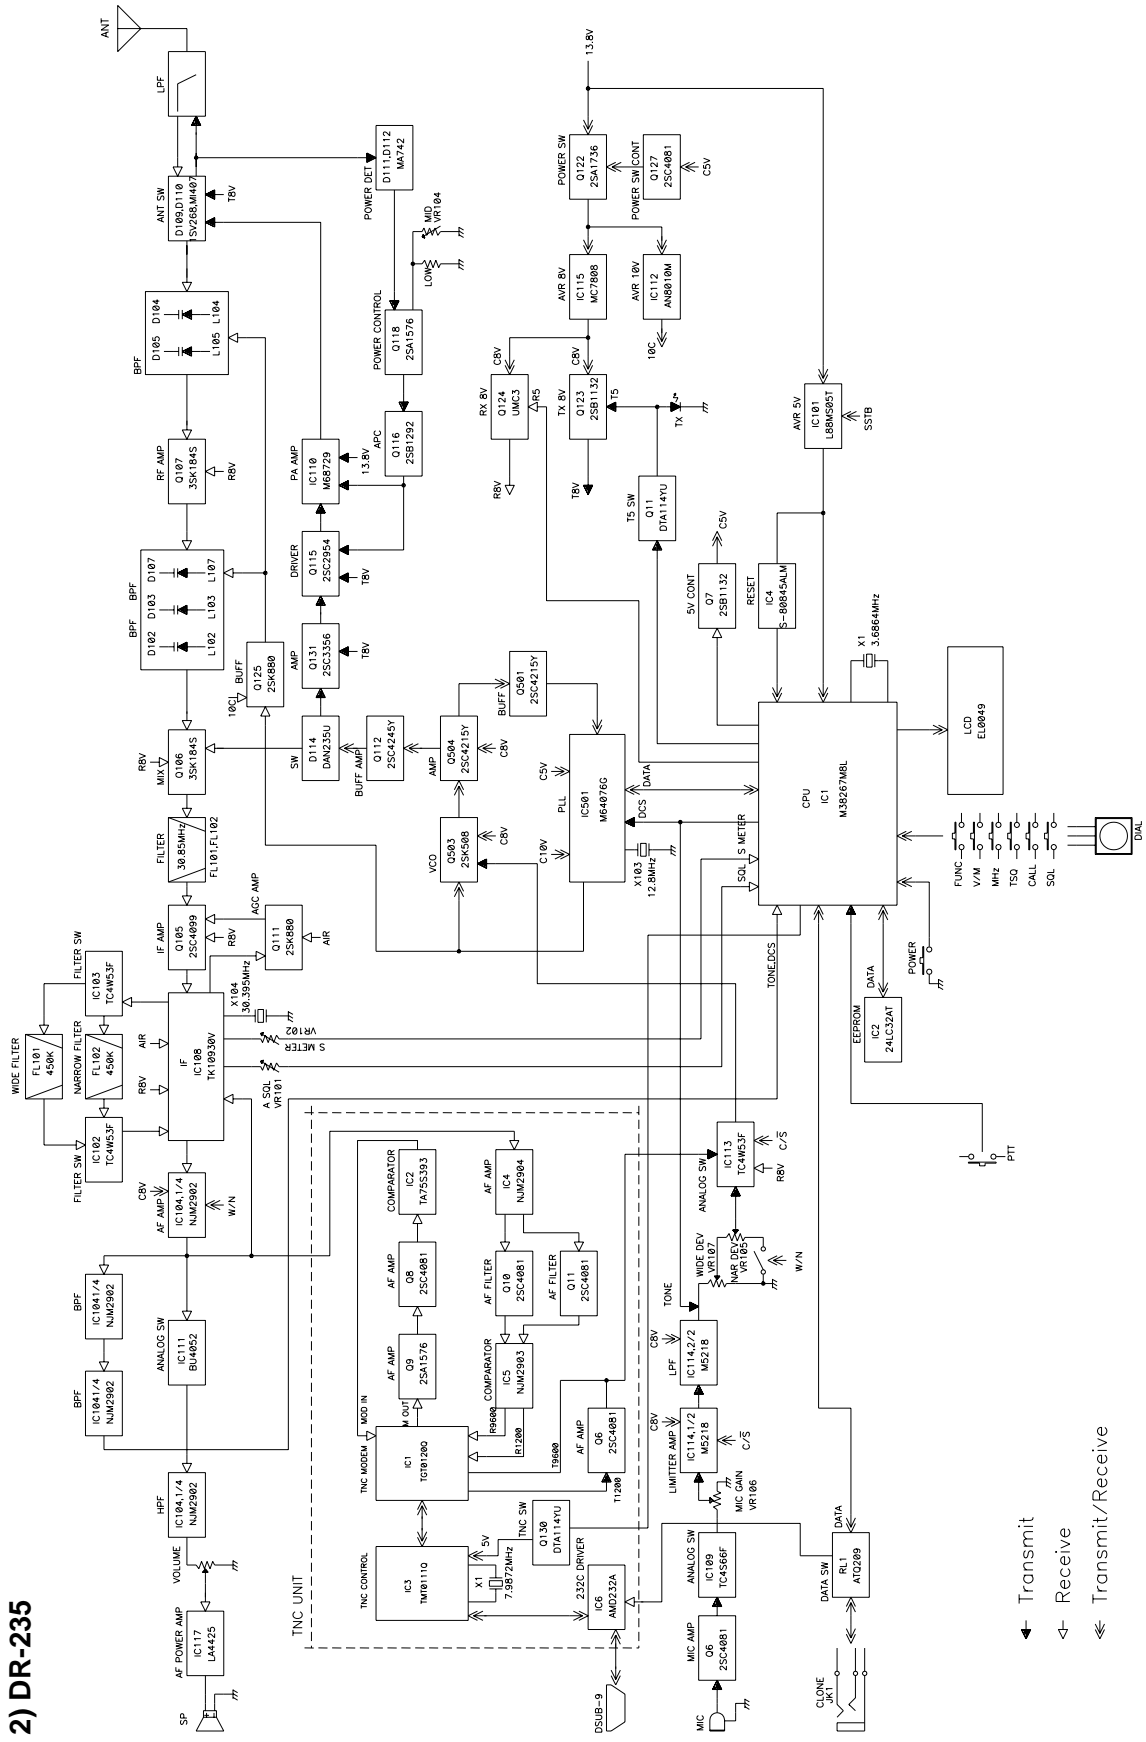 2) DR-235
SP
AF POWER AMP
IC117
LA4425
VOLUME
HPF
IC104,1/4
NJM2902
BPF
IC1041/4
NJM2902
BPF
IC1041/4
NJM2902
ANALOG SW
IC111
BU4052
C8V
AF AMP
IC104,1/4
NJM2902
W/N
FILTER SW
IC102
TC4W53F
WIDE FILTER
FL101
450K
NARROW FILTER
FL102
450K
FILTER SW
IC103
TC4W53F
R8V
AIR
IF
IC108
TK10930V
X104
30.395MHz
S METER
VR102
A SQL
VR101
IF AMP
Q105
2SC4099
R8V
AGC AMP
Q111
2SK880
AIR
FILTER
30.85MHz
FL101,FL102
R8V
MIX
Q106
3SK184S
10C
BUFF
Q125
2SK880
BPF
BPF
D102
D103
D107
L102
L103
L107
RF AMP
Q107
3SK184S
R8V
BPF
D105
D104
L105
L104
ANT SW
D109,D110
1SV268,MI407
T8V
LPF
ANT
POWER DET
D111,D112
MA742
MID
VR104
LOW
POWER CONTROL
Q118
2SA1576
APC
Q116
2SB1292
PA AMP
IC110
M68729
13.8V
DRIVER
Q115
2SC2954
T8V
AMP
Q131
2SC3356
T8V
SW
D114
DAN235U
BUFF AMP
Q112
2SC4245Y
AMP
Q504
2SC4215Y
C8V
BUFF
Q501
2SC4215Y
VCO
Q503
2SK508
C8V
C10V
PLL
C5V
IC501
M64076G
X103
12.8MHz
DCS
DATA
13.8V
POWER SW
Q122
2SA1736
POWER SW CONT
Q127
2SC4081
C5V
AVR 8V
IC115
MC7808
AVR 10V
IC112
AN8010M
10C
C8V
C8V
RX 8V
Q124
UMC3
R5
R8V
TX 8V
Q123
2SB1132
T5
T8V
TX
T5 SW
Q11
DTA114YU
AVR 5V
IC101
L88MS05T
SSTB
5V CONT
Q7
2SB1132
C5V
RESET
IC4
S-80845ALM
X1
3.6864MHz
SQL
S METER
CPU
IC1
M38267M8L
LCD
EL0049
FUNC
V/M
MHz
TSQ
CALL
SQL
DIAL
POWER
TONE,DCS
EEPROM
DATA
IC2
24LC32AT
PTT
TNC UNIT
TNC CONTROL
IC3
TMT0111Q
X1
7.9872MHz
5V
TNC SW
Q130
DTA114YU
232C DRIVER
IC6
AMD232A
DSUB-9
TNC MODEM
MOD IN
IC1
TGT0120Q
M OUT
R9600
R1200
T9600
T1200
AF AMP
Q9
2SA1576
AF AMP
Q8
2SC4081
COMPARATOR
IC2
TA75S393
COMPARATOR
IC5
NJM2903
AF FILTER
Q10
2SC4081
AF FILTER
Q11
2SC4081
AF AMP
IC4
NJM2904
AF AMP
Q6
2SC4081
MIC
MIC AMP
Q6
2SC4081
ANALOG SW
IC109
TC4S66F
MIC GAIN
VR106
LIMITTER AMP
C8V
IC114,1/2
M5218
C/S
LPF
C8V
IC114,2/2
M5218
TONE
WIDE DEV
VR107
NAR DEV
VR105
W/N
ANALOG SW
IC113
TC4W53F
R8V
C/S
CLONE
JK1
DATA SW
RL1
ATQ209
DATA
Transmit
Receive
Transmit/Receive